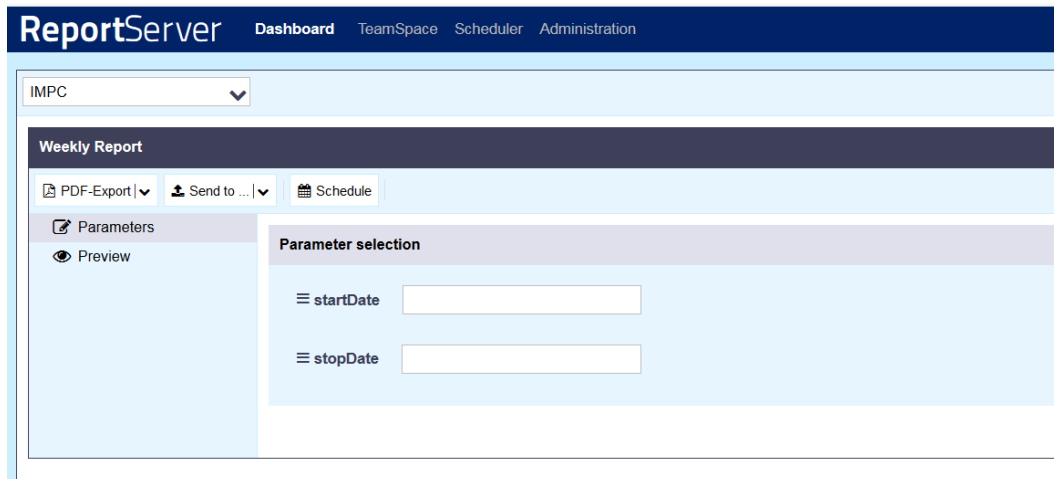 ReportServer Dashboard TeamSpace Scheduler Administration
IMPC
Weekly Report
PDF-Export Send to ... Schedule
Parameters
Preview
Parameter selection
startDate
stopDate